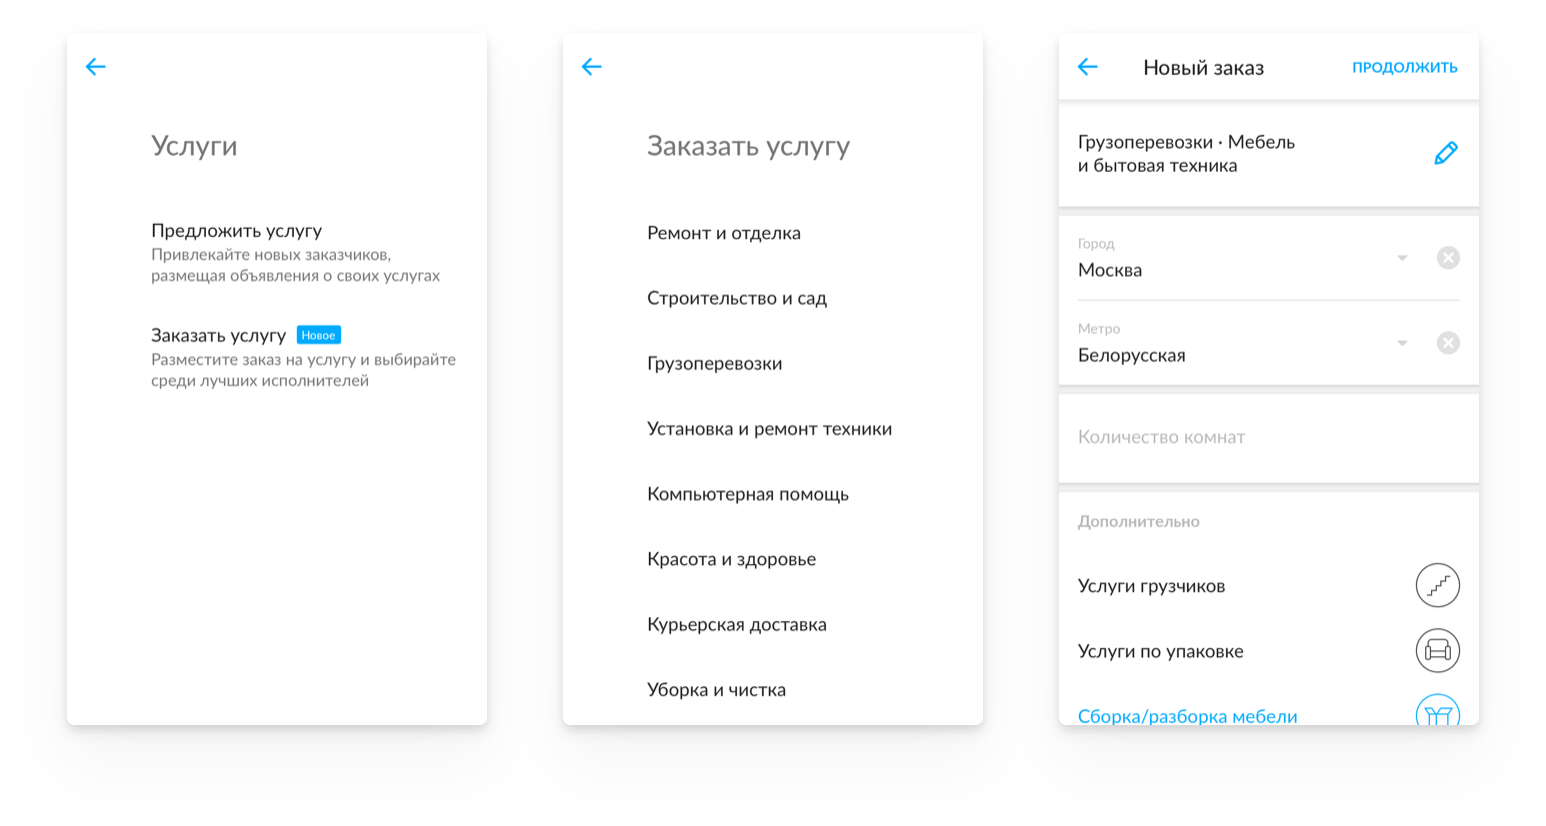 Услуги
Предложить услугу
Привлекайте новых заказчиков,
размещая объявления о своих услугах
Заказать услугу Новое
Разместите заказ на услугу и выбирайте
среди лучших исполнителей
Заказать услугу
Ремонт и отделка
Строительство и сад
Грузоперевозки
Установка и ремонт техники
Компьютерная помощь
Красота и здоровье
Курьерская доставка
Уборка и чистка
Новый заказ ПРОДОЛЖИТЬ
Грузоперевозки · Мебель
и бытовая техника
Город
Москва
Метро
Белорусская
Количество комнат
Дополнительно
Услуги грузчиков
Услуги по упаковке
Сборка/разборка мебели